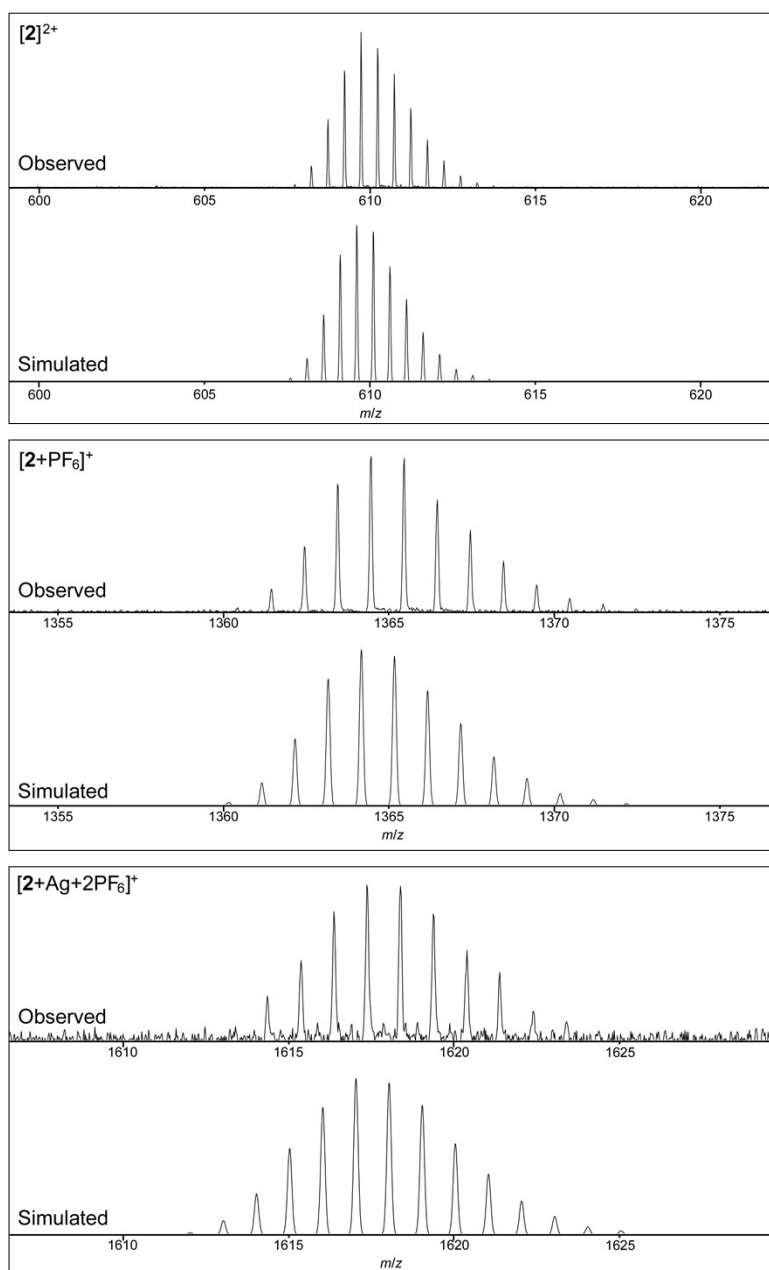 [2]²⁺
Observed
600 605 610 615 620
Simulated
600 605 610 615 620
m/z
[2+PF₆]⁺
Observed
1355 1360 1365 1370 1375
Simulated
1355 1360 1365 1370 1375
m/z
[2+Ag+2PF₆]⁺
Observed
1610 1615 1620 1625
Simulated
1610 1615 1620 1625
m/z